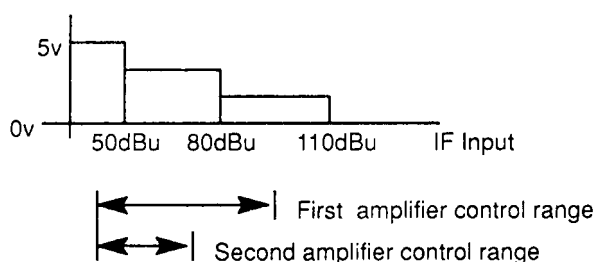 5v
0v
50dBu 80dBu 110dBu IF Input
First amplifier control range
Second amplifier control range